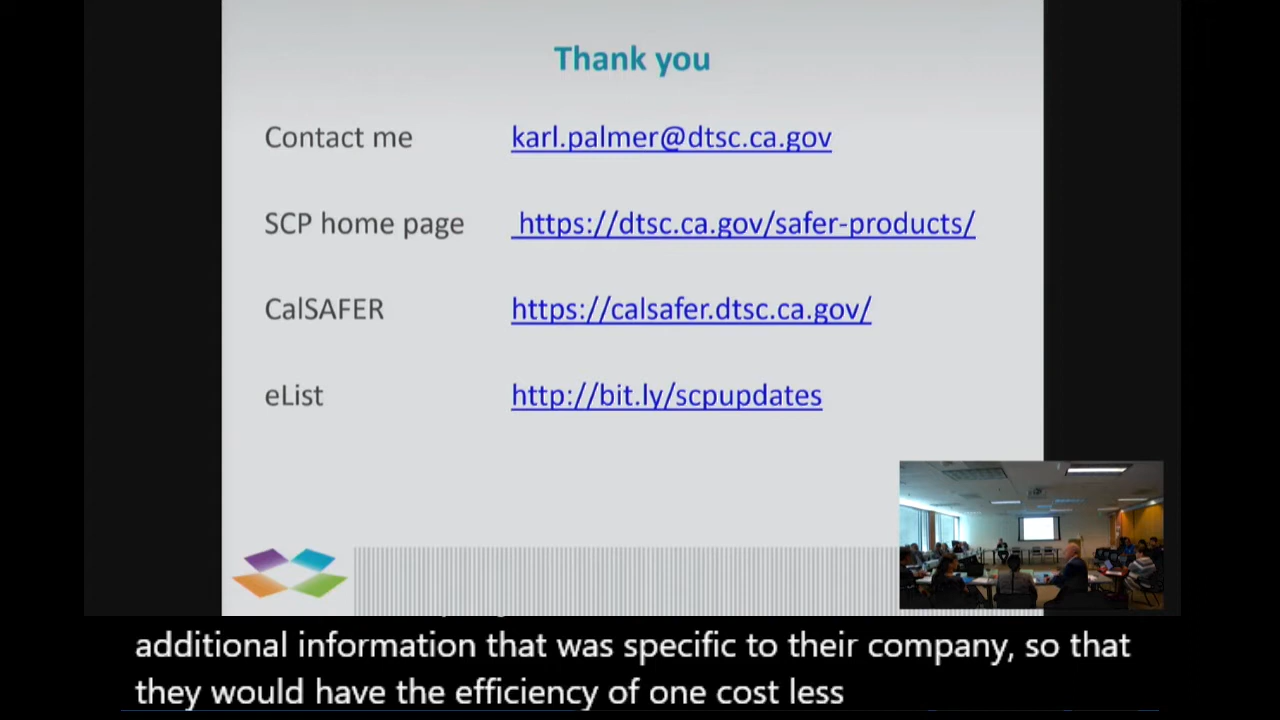 Thank you
Contact me karl.palmer@dtsc.ca.gov
SCP home page https://dtsc.ca.gov/safer-products/
CalSAFER https://calsafer.dtsc.ca.gov/
eList http://bit.ly/scpupdates
additional information that was specific to their company, so that
they would have the efficiency of one cost less